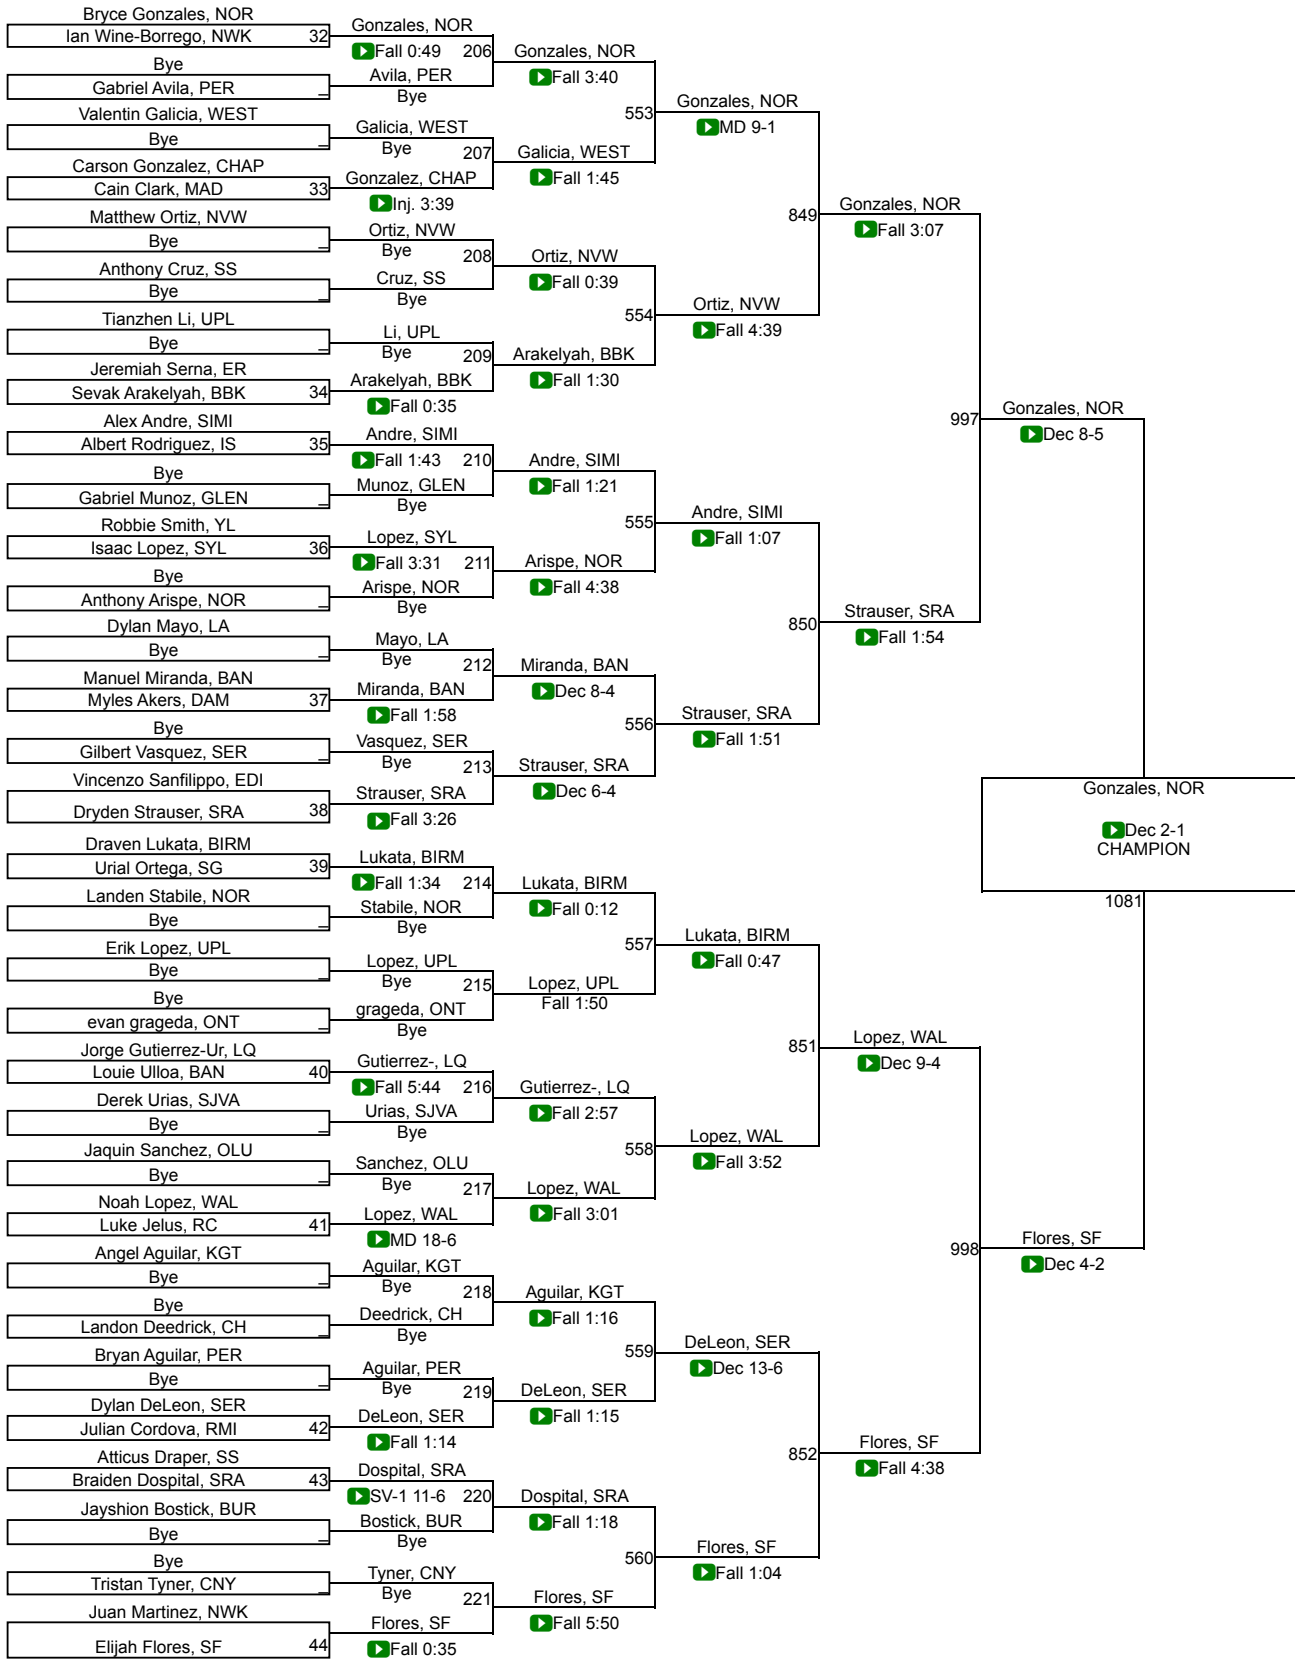 Bryce Gonzales, NOR
Ian Wine-Borrego, NWK 32
Bye
Gabriel Avila, PER _
Valentin Galicia, WEST
Bye _
Carson Gonzalez, CHAP
Cain Clark, MAD 33
Matthew Ortiz, NVW
Bye _
Anthony Cruz, SS
Bye _
Tianzhen Li, UPL
Bye _
Jeremiah Serna, ER
Sevak Arakelyah, BBK 34
Alex Andre, SIMI
Albert Rodriguez, IS 35
Bye
Gabriel Munoz, GLEN _
Robbie Smith, YL
Isaac Lopez, SYL 36
Bye
Anthony Arispe, NOR _
Dylan Mayo, LA
Bye _
Manuel Miranda, BAN
Myles Akers, DAM 37
Bye
Gilbert Vasquez, SER _
Vincenzo Sanfilippo, EDI
Dryden Strauser, SRA 38
Draven Lukata, BIRM
Urial Ortega, SG 39
Landen Stabile, NOR
Bye _
Erik Lopez, UPL
Bye _
Bye
evan grageda, ONT _
Jorge Gutierrez-Ur, LQ
Louie Ulloa, BAN 40
Derek Urias, SJVA
Bye _
Jaquin Sanchez, OLU
Bye _
Noah Lopez, WAL
Luke Jelus, RC 41
Angel Aguilar, KGT
Bye _
Bye
Landon Deedrick, CH _
Bryan Aguilar, PER
Bye _
Dylan DeLeon, SER
Julian Cordova, RMI 42
Atticus Draper, SS
Braiden Dospital, SRA 43
Jayshion Bostick, BUR
Bye _
Bye
Tristan Tyner, CNY _
Juan Martinez, NWK
Elijah Flores, SF 44
Gonzales, NOR
Fall 0:49 206
Avila, PER
Bye
Galicia, WEST
Bye 207
Gonzalez, CHAP
Inj. 3:39
Ortiz, NVW
Bye 208
Cruz, SS
Bye
Li, UPL
Bye 209
Arakelyah, BBK
Fall 0:35
Andre, SIMI
Fall 1:43 210
Munoz, GLEN
Bye
Lopez, SYL
Fall 3:31 211
Arispe, NOR
Bye
Mayo, LA
Bye 212
Miranda, BAN
Fall 1:58
Vasquez, SER
Bye 213
Strauser, SRA
Fall 3:26
Lukata, BIRM
Fall 1:34 214
Stabile, NOR
Bye
Lopez, UPL
Bye 215
grageda, ONT
Bye
Gutierrez-, LQ
Fall 5:44 216
Urias, SJVA
Bye
Sanchez, OLU
Bye 217
Lopez, WAL
MD 18-6
Aguilar, KGT
Bye 218
Deedrick, CH
Bye
Aguilar, PER
Bye 219
DeLeon, SER
Fall 1:14
Dospital, SRA
SV-1 11-6 220
Bostick, BUR
Bye
Tyner, CNY
Bye 221
Flores, SF
Fall 0:35
Gonzales, NOR
Fall 3:40
553
Galicia, WEST
Fall 1:45
Ortiz, NVW
Fall 0:39
554
Arakelyah, BBK
Fall 1:30
Andre, SIMI
Fall 1:21
555
Arispe, NOR
Fall 4:38
Miranda, BAN
Dec 8-4
556
Strauser, SRA
Dec 6-4
Lukata, BIRM
Fall 0:12
557
Lopez, UPL
Fall 1:50
Gutierrez-, LQ
Fall 2:57
558
Lopez, WAL
Fall 3:01
Aguilar, KGT
Fall 1:16
559
DeLeon, SER
Fall 1:15
Dospital, SRA
Fall 1:18
560
Flores, SF
Fall 5:50
Gonzales, NOR
MD 9-1
849
Ortiz, NVW
Fall 4:39
Andre, SIMI
Fall 1:07
850
Strauser, SRA
Fall 1:51
Lukata, BIRM
Fall 0:47
851
Lopez, WAL
Fall 3:52
DeLeon, SER
Dec 13-6
852
Flores, SF
Fall 1:04
Gonzales, NOR
Fall 3:07
997
Strauser, SRA
Fall 1:54
Lopez, WAL
Dec 9-4
998
Flores, SF
Fall 4:38
Gonzales, NOR
Dec 8-5
Flores, SF
Dec 4-2
Gonzales, NOR
Dec 2-1
CHAMPION
1081